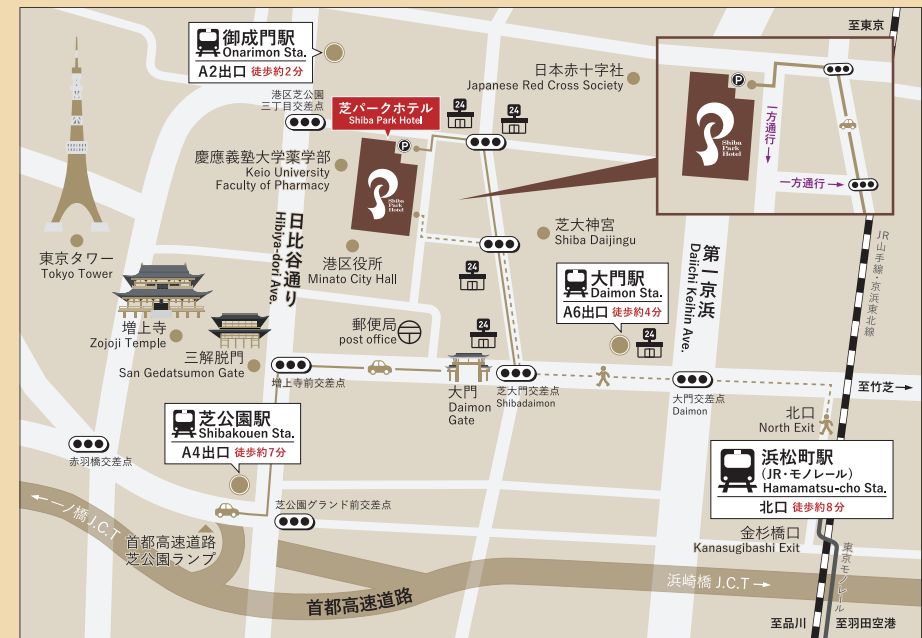 至東京
御成門駅
Onarimon Sta.
A2出口 徒歩約2分
日本赤十字社
Japanese Red Cross Society
港区芝公園
三丁目交差点
芝パークホテル
Shiba Park Hotel
24
24
P
P
Shiba
Park
Hotel
一方通行
一方通行
慶應義塾大学薬学部
Keio University
Faculty of Pharmacy
Shiba
Park
Hotel
日比谷通り
Hibiya-dori Ave.
芝大神宮
Shiba Daijingu
第一京浜
Daiichi Keihin Ave.
JR山手線・京浜東北線
東京タワー
Tokyo Tower
港区役所
Minato City Hall
24
大門駅
Daimon Sta.
A6出口 徒歩約4分
増上寺
Zojoji Temple
郵便局
post office
24
24
三解脱門
San Gedatsumon Gate
増上寺前交差点
大門
Daimon
Gate
芝大門交差点
Shibadaimon
大門交差点
Daimon
至竹芝
北口
North Exit
芝公園駅
Shibakouen Sta.
A4出口 徒歩約7分
赤羽橋交差点
浜松町駅
(JR・モノレール)
Hamamatsu-cho Sta.
北口 徒歩約8分
一ノ橋 J.C.T
芝公園グランド前交差点
首都高速道路
芝公園ランプ
金杉橋口
Kanasugibashi Exit
東京モノレール
浜崎橋 J.C.T
首都高速道路
至品川
至羽田空港